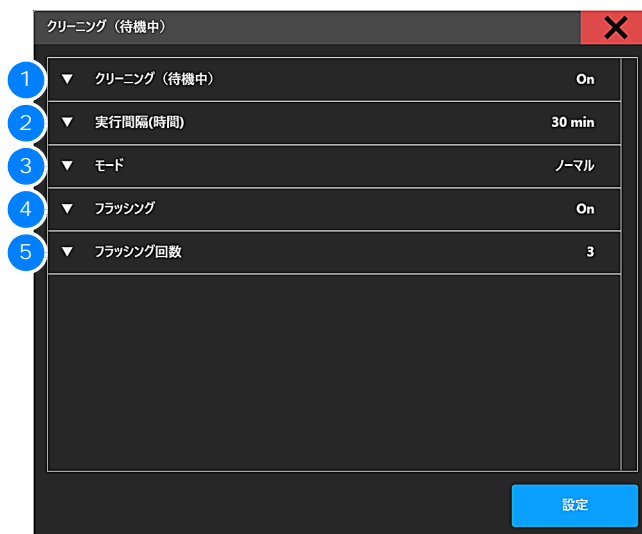 クリーニング（待機中）
1 ▼ クリーニング（待機中） On
2 ▼ 実行間隔(時間) 30 min
3 ▼ モード ノーマル
4 ▼ フラッシング On
5 ▼ フラッシング回数 3
設定